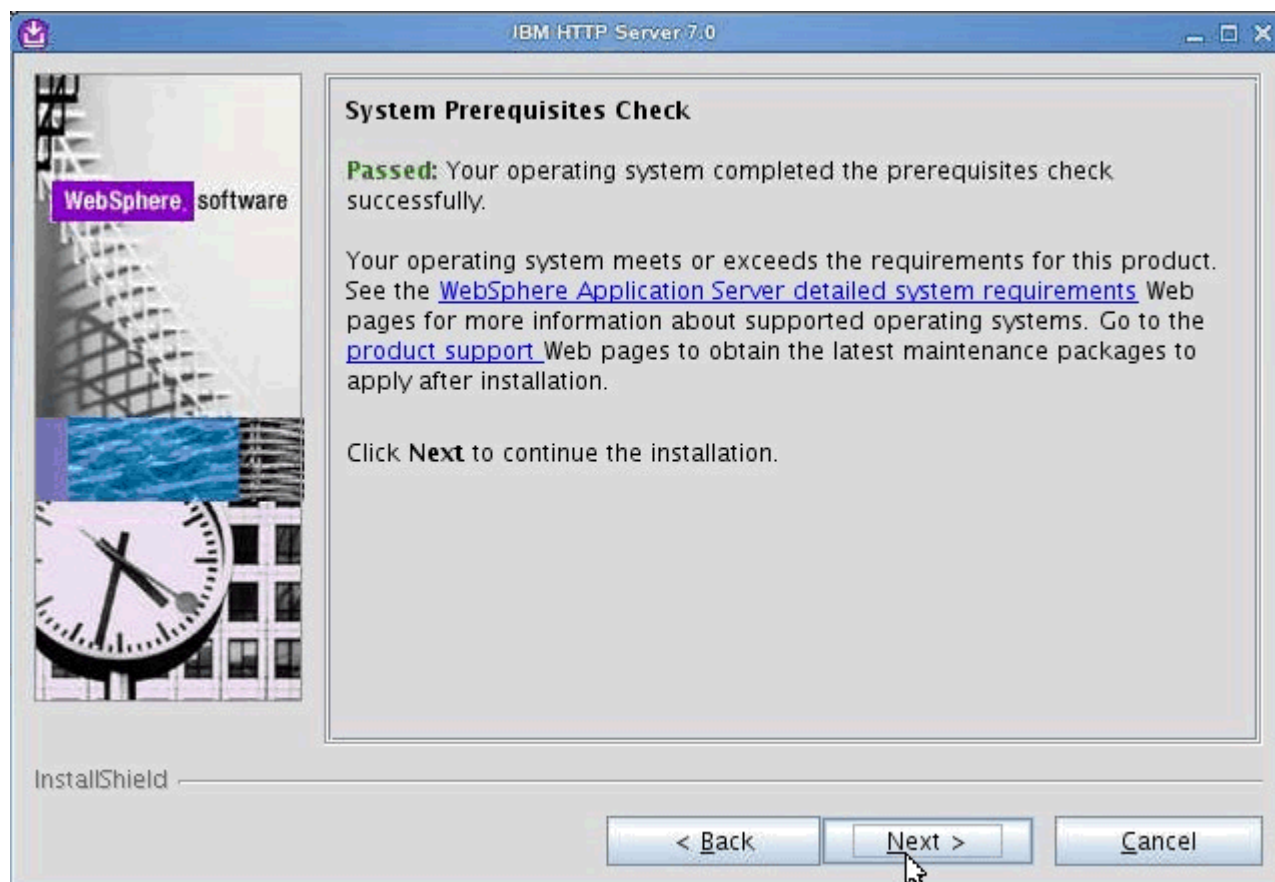 IBM HTTP Server 7.0
WebSphere. software
System Prerequisites Check
Passed: Your operating system completed the prerequisites check
successfully.
Your operating system meets or exceeds the requirements for this product.
See the WebSphere Application Server detailed system requirements Web
pages for more information about supported operating systems. Go to the
product support Web pages to obtain the latest maintenance packages to
apply after installation.
Click Next to continue the installation.
InstallShield
< Back
Next >
Cancel